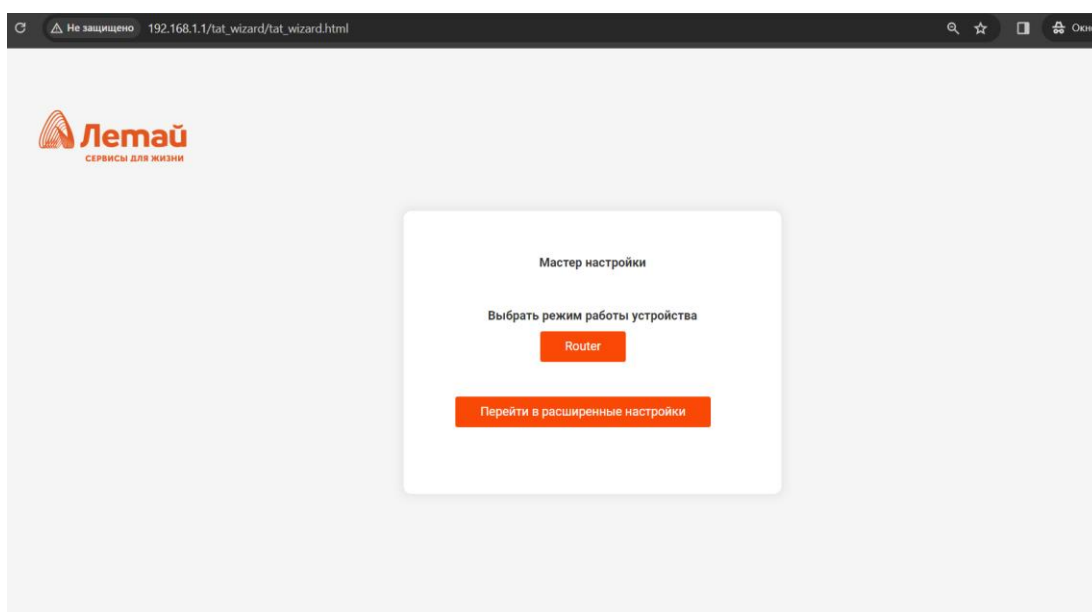 Не защищено 192.168.1.1/tat_wizard/tat_wizard.html
Летай
СЕРВИСЫ ДЛЯ ЖИЗНИ
Мастер настройки
Выбрать режим работы устройства
Router
Перейти в расширенные настройки